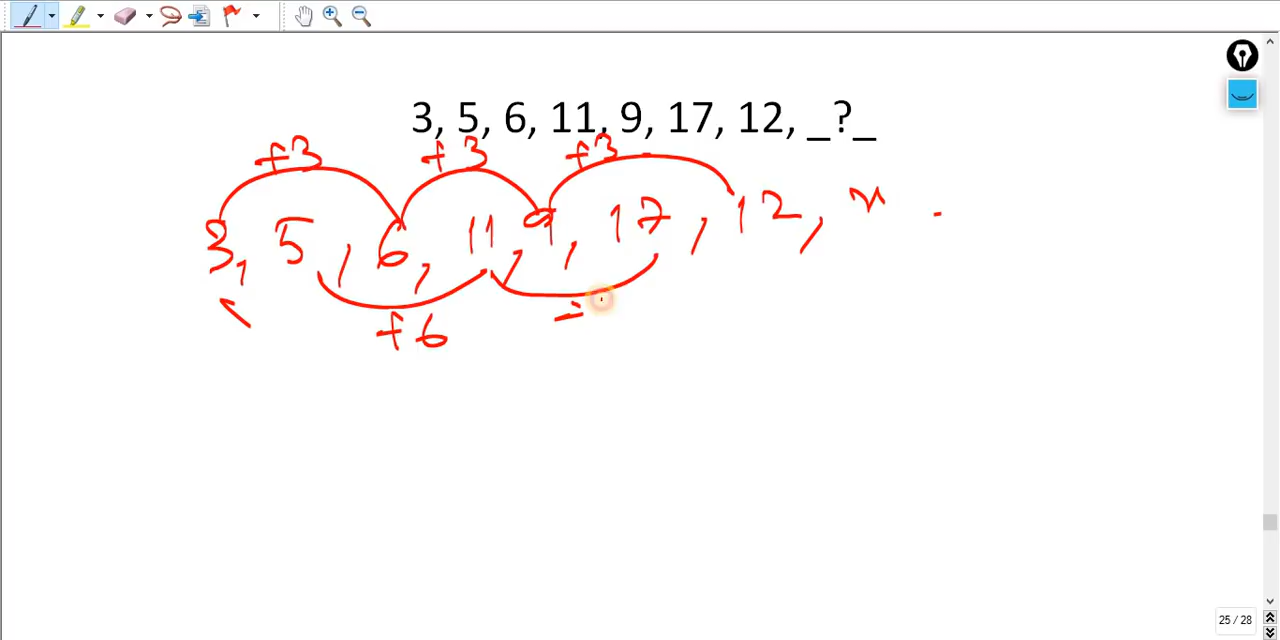 3, 5, 6, 11, 9, 17, 12, _?_
+3 +3 +3
3, 5, 6, 11, 9, 17, 12, x
+6
25 / 28